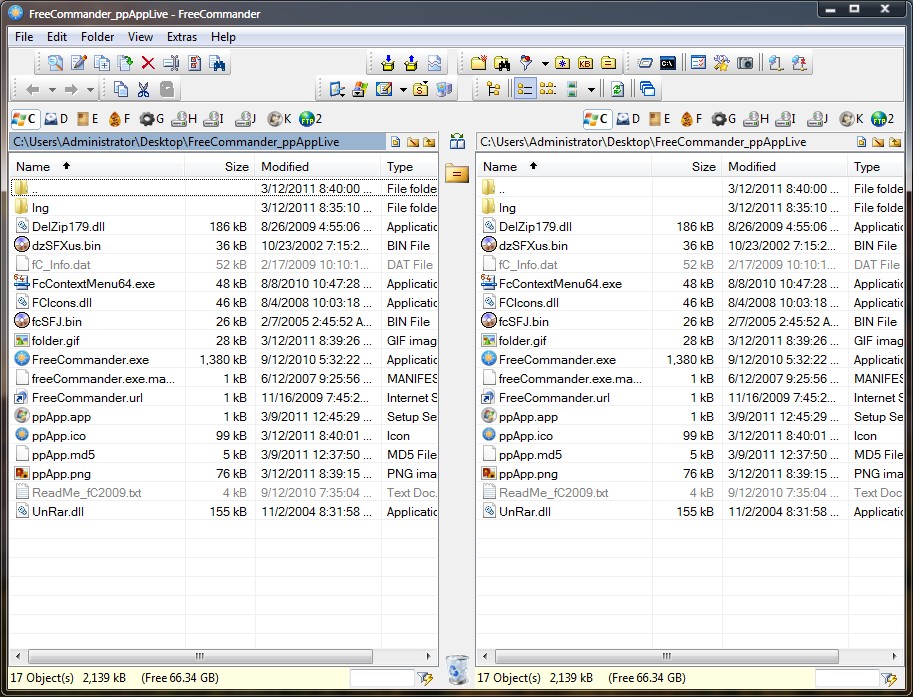 FreeCommander_ppAppLive - FreeCommander
File Edit Folder View Extras Help
C D E F G H I J K 2
C D E F G H I J K 2
C:\Users\Administrator\Desktop\FreeCommander_ppAppLive
Name Size Modified Type
.. 3/12/2011 8:40:00 ... File folde
lng 3/12/2011 8:35:10 ... File folde
DelZip179.dll 186 kB 8/26/2009 4:55:06 ... Applicatic
dzSFXus.bin 36 kB 10/23/2002 7:15:2... BIN File
fC_Info.dat 52 kB 2/17/2009 10:10:1... DAT File
FcContextMenu64.exe 48 kB 8/8/2010 10:47:28 ... Applicatic
FCIcons.dll 46 kB 8/4/2008 10:03:18 ... Applicatic
fcSFJ.bin 26 kB 2/7/2005 2:45:52 A... BIN File
folder.gif 28 kB 3/12/2011 8:39:26 ... GIF imag
FreeCommander.exe 1,380 kB 9/12/2010 5:32:22 ... Applicatic
freeCommander.exe.ma... 1 kB 6/12/2007 9:25:56 ... MANIFES
FreeCommander.url 1 kB 11/16/2009 7:45:2... Internet S
ppApp.app 1 kB 3/9/2011 12:45:29 ... Setup Se
ppApp.ico 99 kB 3/12/2011 8:40:01 ... Icon
ppApp.md5 5 kB 3/9/2011 12:37:50 ... MD5 File
ppApp.png 76 kB 3/12/2011 8:39:15 ... PNG ima
ReadMe_fC2009.txt 4 kB 9/12/2010 7:35:04 ... Text Doc.
UnRar.dll 155 kB 11/2/2004 8:31:58 ... Applicatic
17 Object(s) 2,139 kB (Free 66.34 GB)
C:\Users\Administrator\Desktop\FreeCommander_ppAppLive
Name Size Modified Type
.. 3/12/2011 8:40:00 ... File folde
lng 3/12/2011 8:35:10 ... File folde
DelZip179.dll 186 kB 8/26/2009 4:55:06 ... Applicatic
dzSFXus.bin 36 kB 10/23/2002 7:15:2... BIN File
fC_Info.dat 52 kB 2/17/2009 10:10:1... DAT File
FcContextMenu64.exe 48 kB 8/8/2010 10:47:28 ... Applicatic
FCIcons.dll 46 kB 8/4/2008 10:03:18 ... Applicatic
fcSFJ.bin 26 kB 2/7/2005 2:45:52 A... BIN File
folder.gif 28 kB 3/12/2011 8:39:26 ... GIF imag
FreeCommander.exe 1,380 kB 9/12/2010 5:32:22 ... Applicatic
freeCommander.exe.ma... 1 kB 6/12/2007 9:25:56 ... MANIFES
FreeCommander.url 1 kB 11/16/2009 7:45:2... Internet S
ppApp.app 1 kB 3/9/2011 12:45:29 ... Setup Se
ppApp.ico 99 kB 3/12/2011 8:40:01 ... Icon
ppApp.md5 5 kB 3/9/2011 12:37:50 ... MD5 File
ppApp.png 76 kB 3/12/2011 8:39:15 ... PNG ima
ReadMe_fC2009.txt 4 kB 9/12/2010 7:35:04 ... Text Doc.
UnRar.dll 155 kB 11/2/2004 8:31:58 ... Applicatic
17 Object(s) 2,139 kB (Free 66.34 GB)